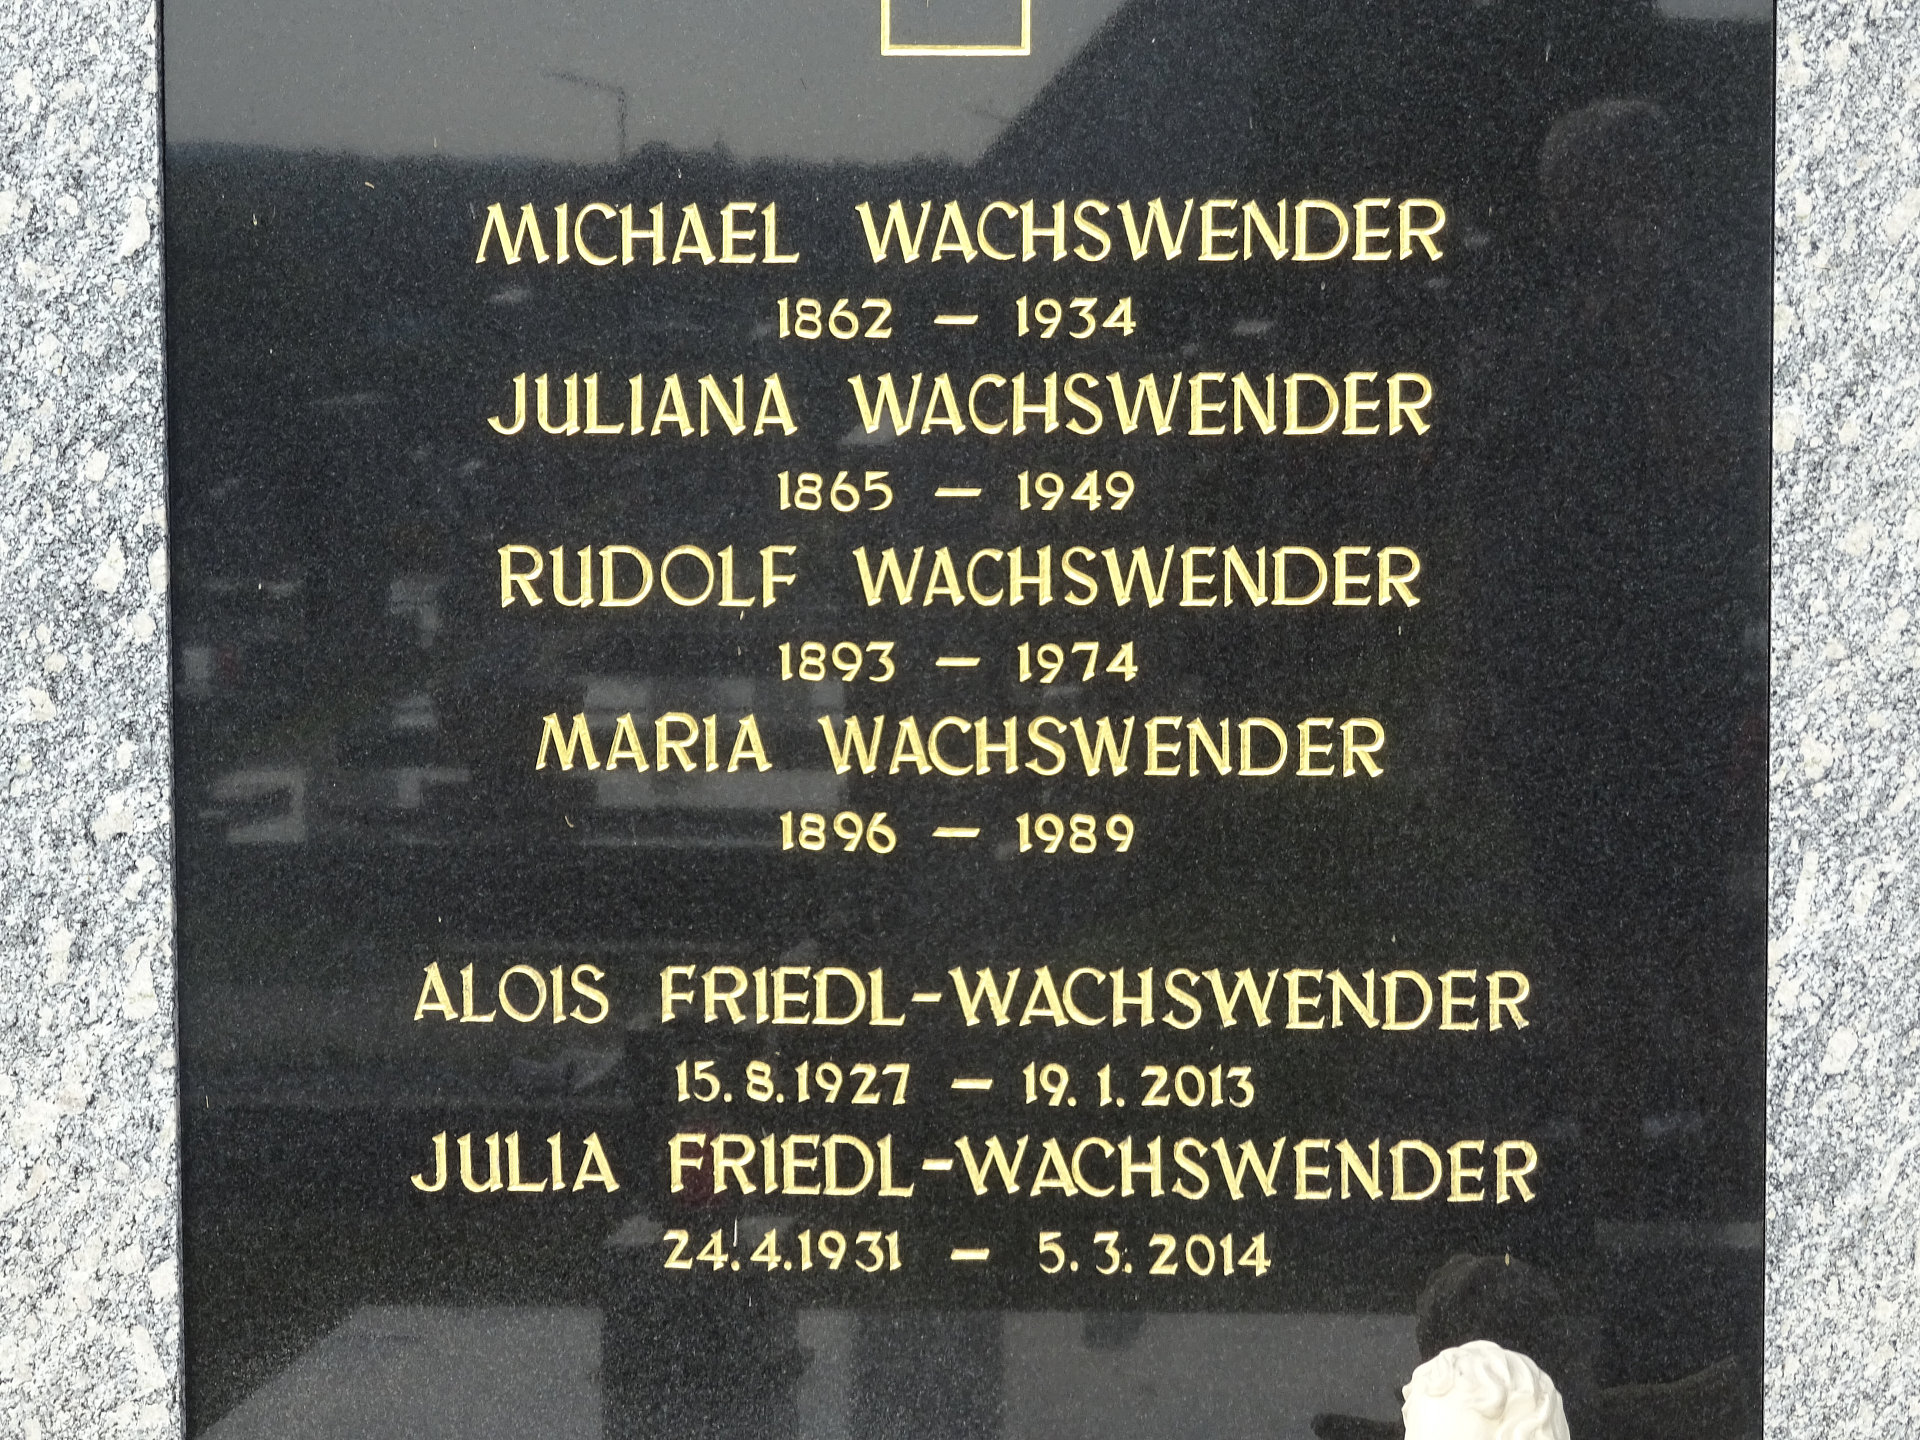 MICHAEL WACHSWENDER
1862 – 1934
JULIANA WACHSWENDER
1865 – 1949
RUDOLF WACHSWENDER
1893 – 1974
MARIA WACHSWENDER
1896 – 1989
ALOIS FRIEDL-WACHSWENDER
15.8.1927 – 19.1.2013
JULIA FRIEDL-WACHSWENDER
24.4.1931 – 5.3.2014